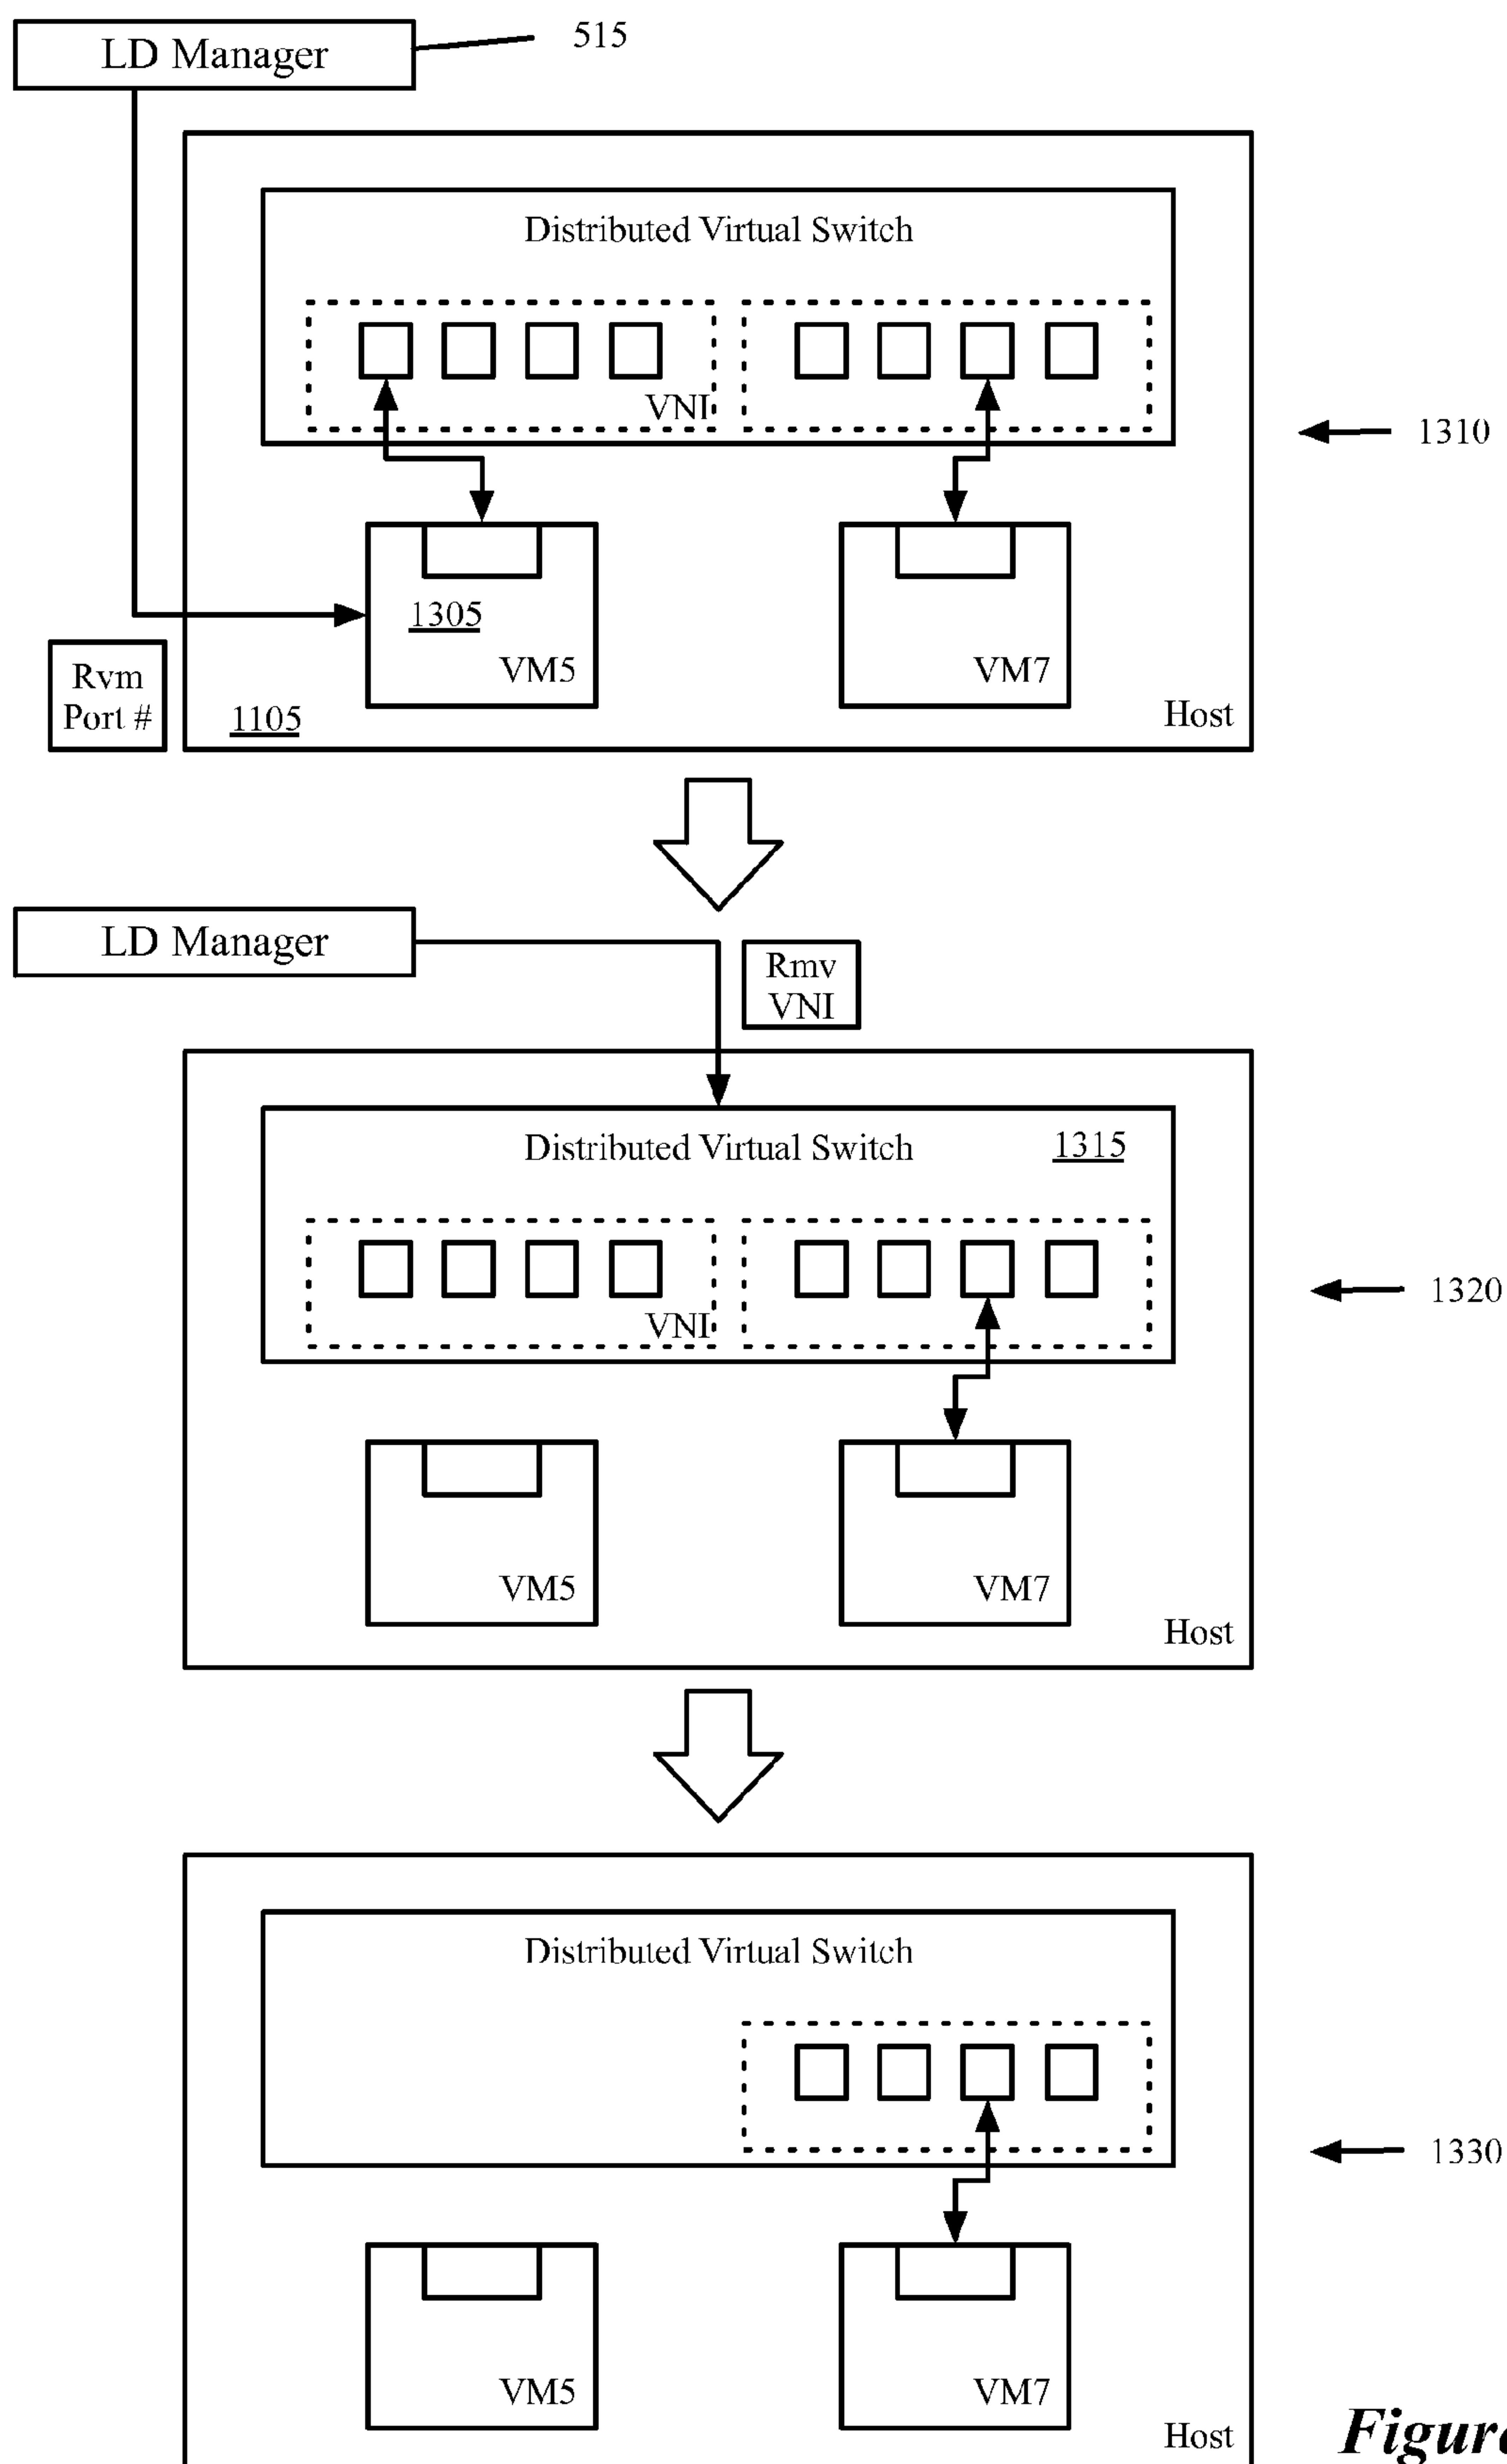 LD Manager
515
Distributed Virtual Switch
VNI
1310
1305
VM5
VM7
Rvm
Port #
1105
Host
LD Manager
Rmv
VNI
Distributed Virtual Switch
1315
VNI
1320
VM5
VM7
Host
Distributed Virtual Switch
1330
VM5
VM7
Host
Figure